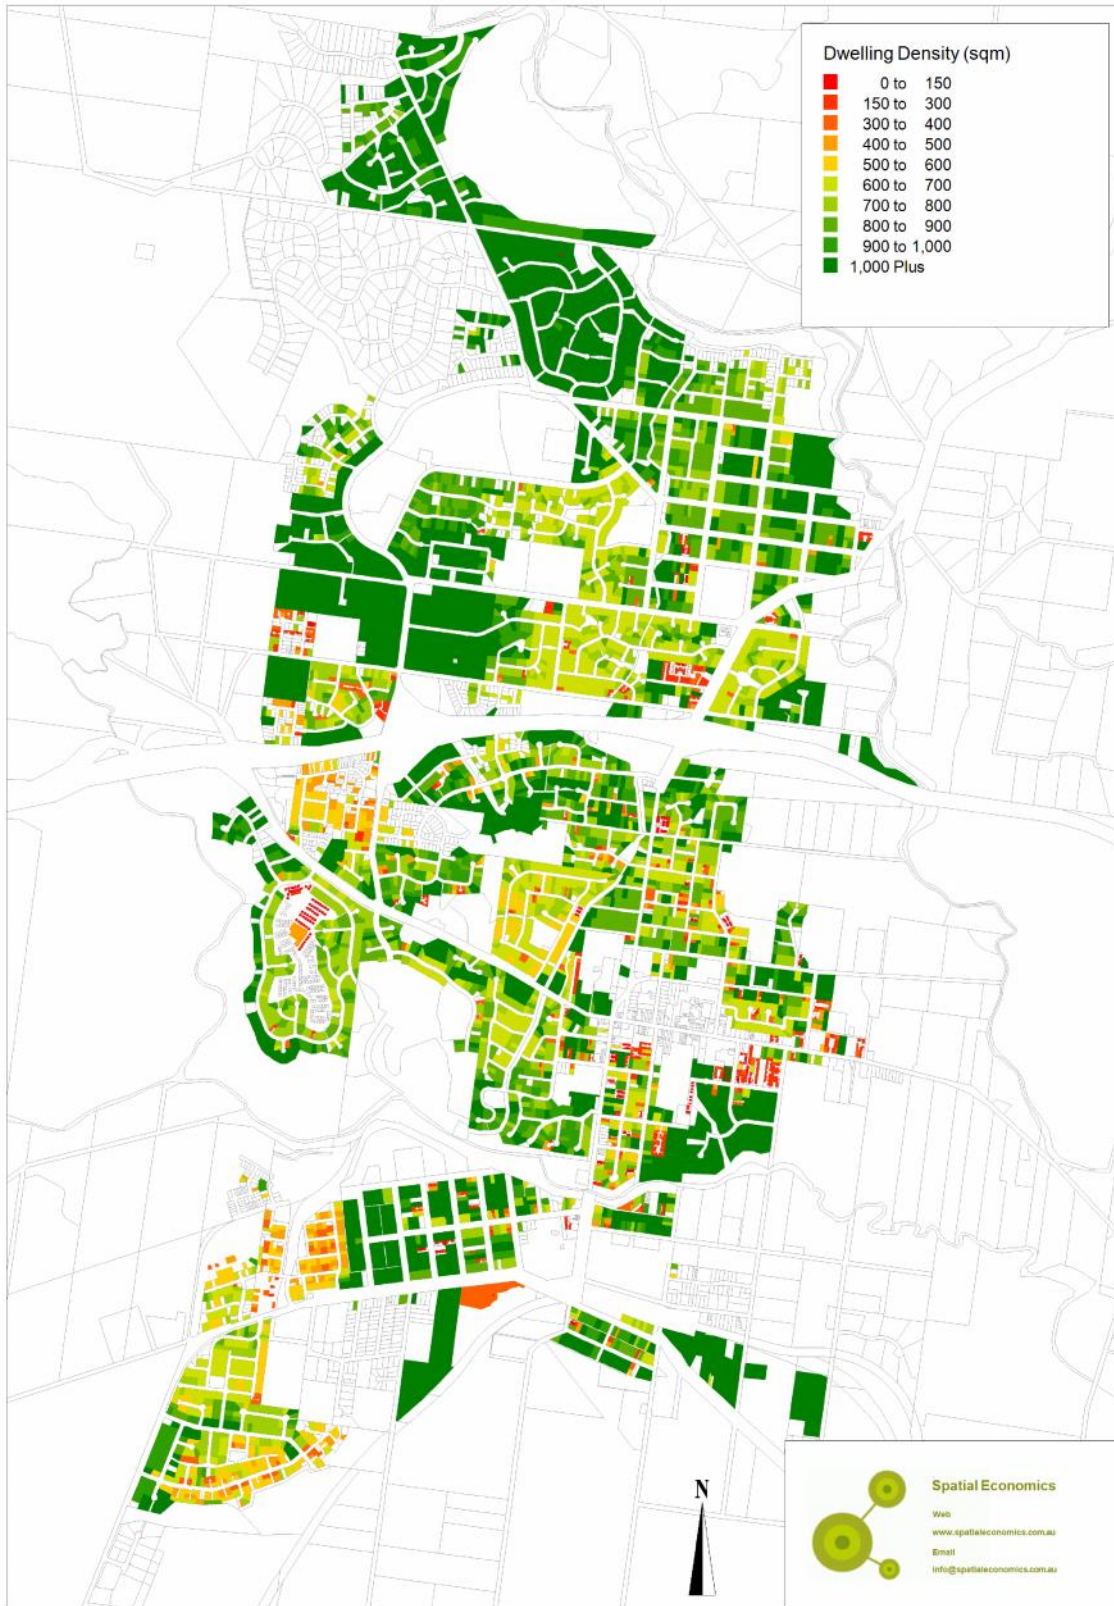 Dwelling Density (sqm)
0 to 150
150 to 300
300 to 400
400 to 500
500 to 600
600 to 700
700 to 800
800 to 900
900 to 1,000
1,000 Plus
N
Spatial Economics
Web
www.spatialeconomics.com.au
Email
info@spatialeconomics.com.au